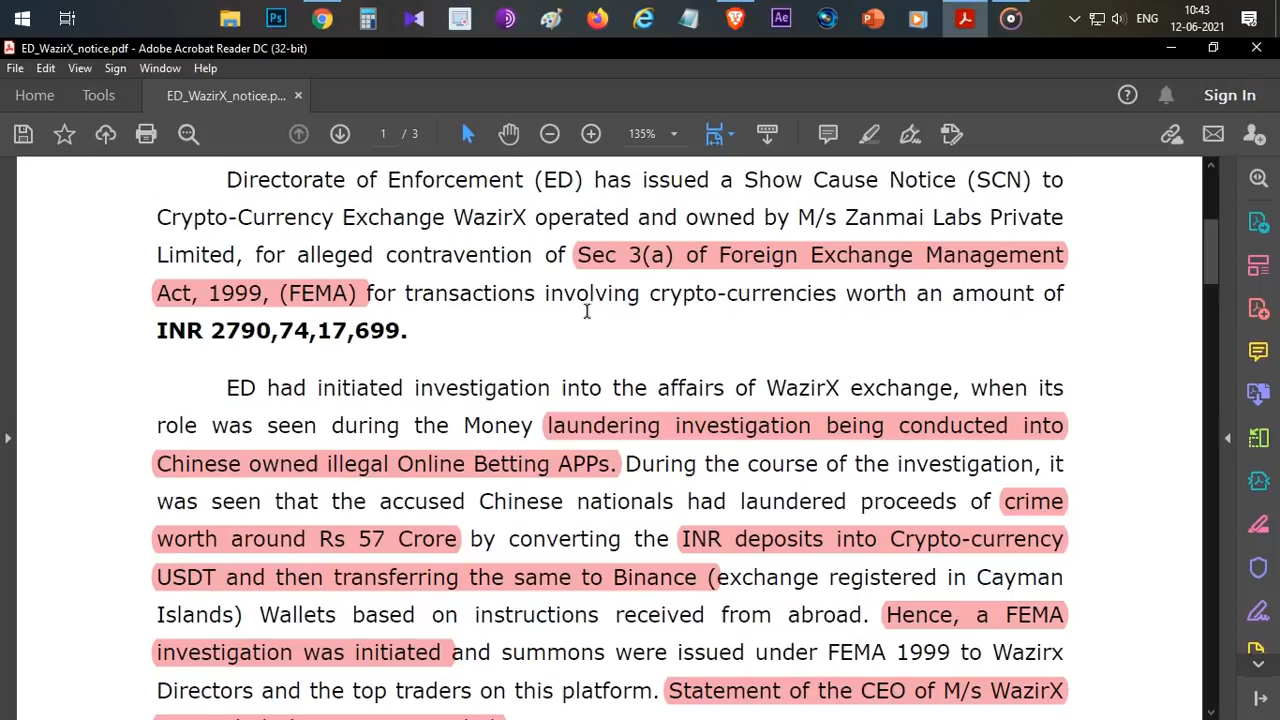 10:43
ENG
12-06-2021
ED_WazirX_notice.pdf - Adobe Acrobat Reader DC (32-bit)
File Edit View Sign Window Help
Home Tools ED_WazirX_notice.p... × Sign In
1 / 3 135%
Directorate of Enforcement (ED) has issued a Show Cause Notice (SCN) to
Crypto-Currency Exchange WazirX operated and owned by M/s Zanmai Labs Private
Limited, for alleged contravention of Sec 3(a) of Foreign Exchange Management
Act, 1999, (FEMA) for transactions involving crypto-currencies worth an amount of
INR 2790,74,17,699.
ED had initiated investigation into the affairs of WazirX exchange, when its
role was seen during the Money laundering investigation being conducted into
Chinese owned illegal Online Betting APPs. During the course of the investigation, it
was seen that the accused Chinese nationals had laundered proceeds of crime
worth around Rs 57 Crore by converting the INR deposits into Crypto-currency
USDT and then transferring the same to Binance (exchange registered in Cayman
Islands) Wallets based on instructions received from abroad. Hence, a FEMA
investigation was initiated and summons were issued under FEMA 1999 to Wazirx
Directors and the top traders on this platform. Statement of the CEO of M/s WazirX